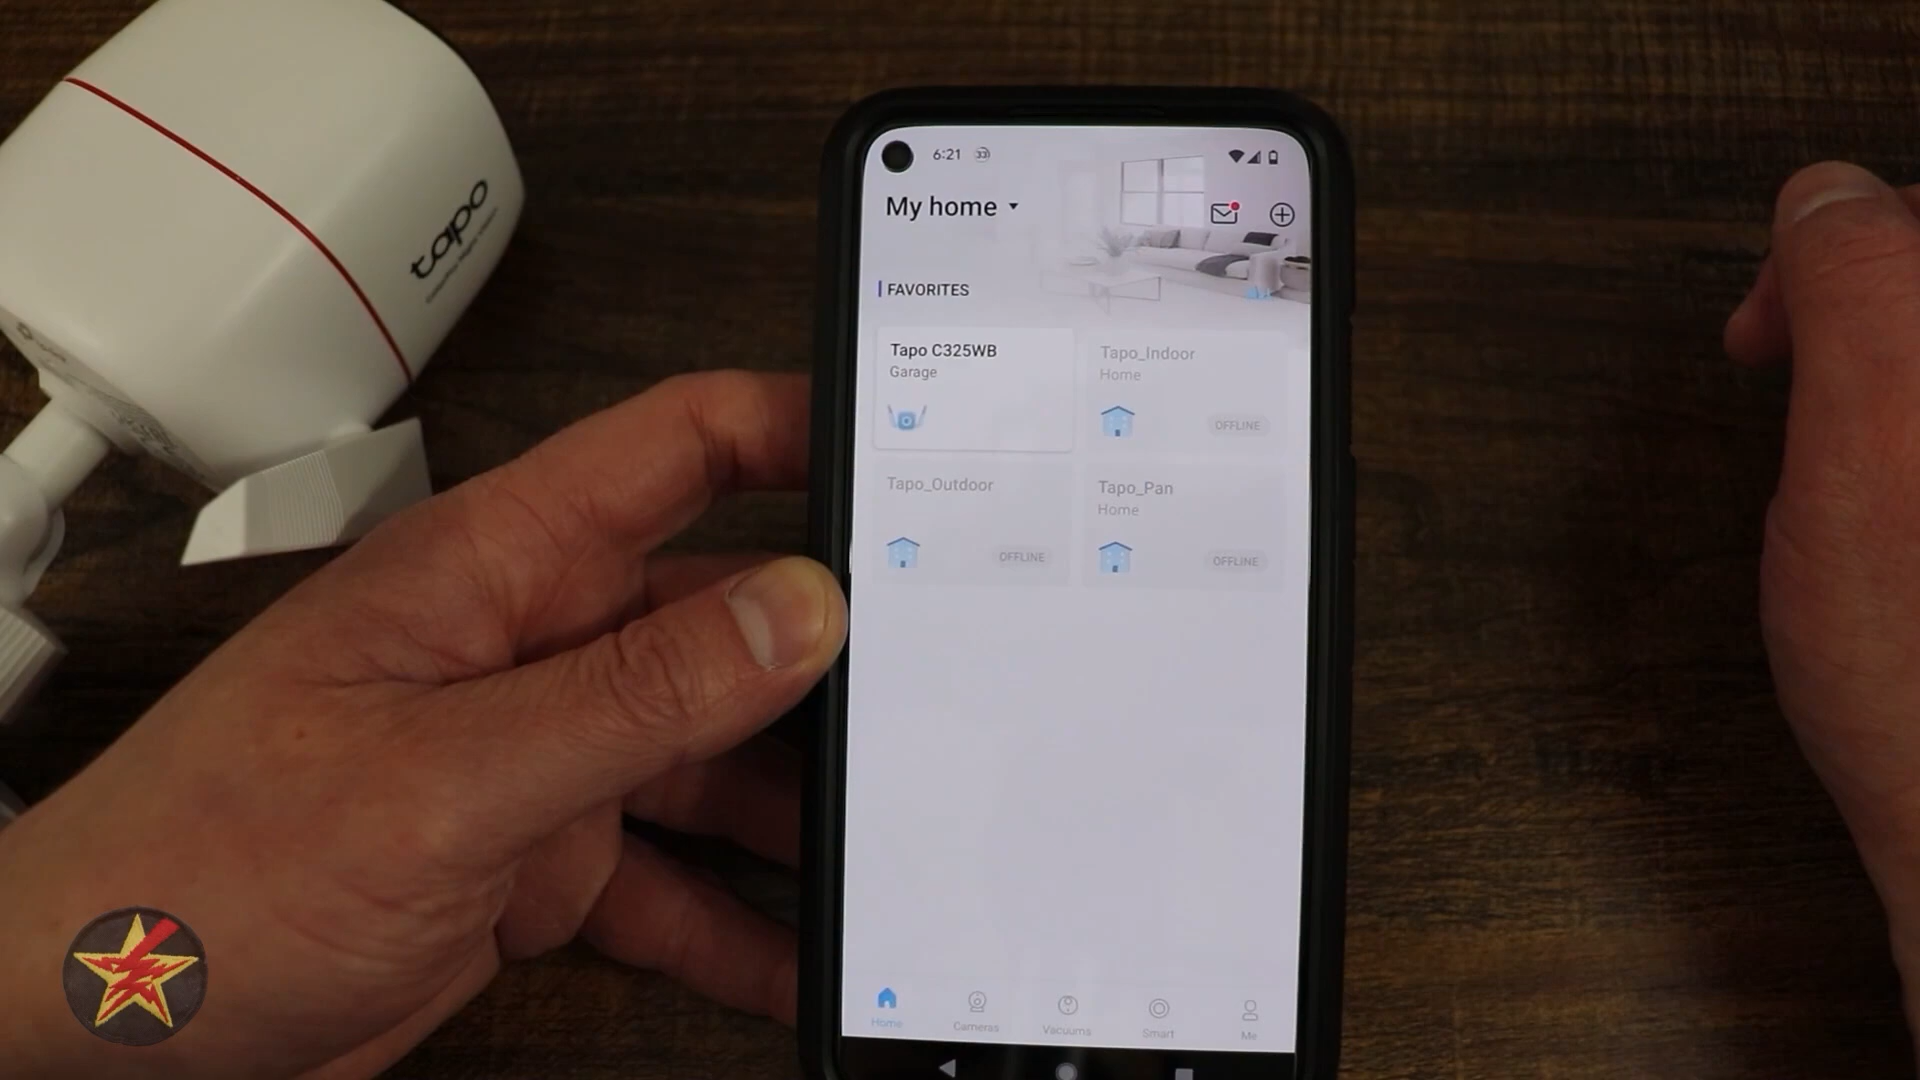 tapo
6:21
33
My home
FAVORITES
Tapo C325WB
Garage
Tapo_Indoor
Home
OFFLINE
Tapo_Outdoor
OFFLINE
Tapo_Pan
Home
OFFLINE
Home
Cameras
Vacuums
Smart
Me